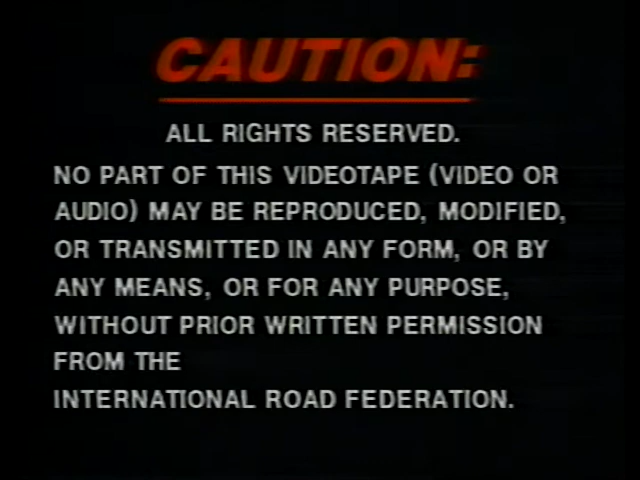 CAUTION:
ALL RIGHTS RESERVED.
NO PART OF THIS VIDEOTAPE (VIDEO OR
AUDIO) MAY BE REPRODUCED, MODIFIED,
OR TRANSMITTED IN ANY FORM, OR BY
ANY MEANS, OR FOR ANY PURPOSE,
WITHOUT PRIOR WRITTEN PERMISSION
FROM THE
INTERNATIONAL ROAD FEDERATION.